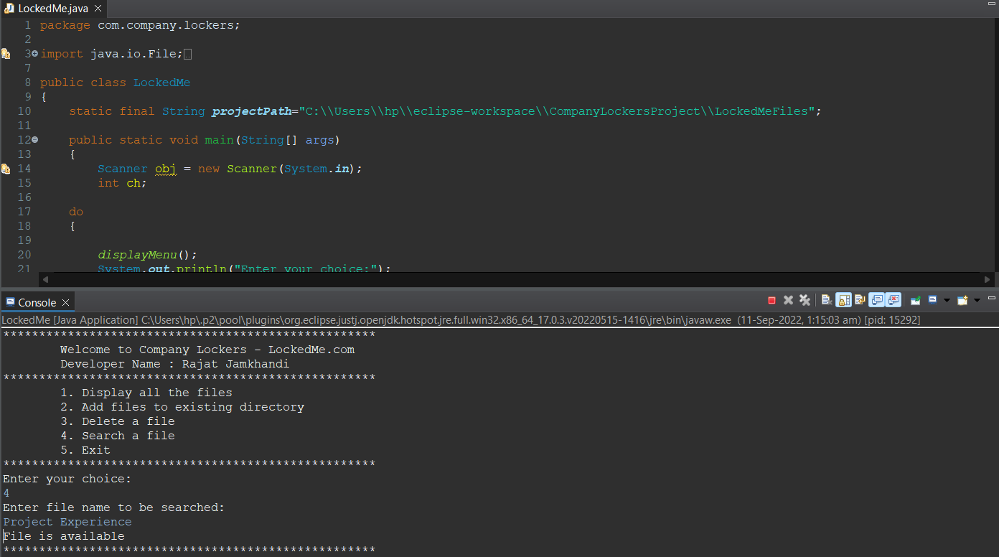 LockedMe.java
1 package com.company.lockers;
2
3 import java.io.File;
7
8 public class LockedMe
9 {
10 static final String projectPath="C:\\Users\\hp\\eclipse-workspace\\CompanyLockersProject\\LockedMeFiles";
11
12 public static void main(String[] args)
13 {
14 Scanner obj = new Scanner(System.in);
15 int ch;
16
17 do
18 {
19
20 displayMenu();
21 System.out.println("Enter your choice:");
Console
LockedMe [Java Application] C:\Users\hp\.p2\pool\plugins\org.eclipse.justj.openjdk.hotspot.jre.full.win32.x86_64_17.0.3.v20220515-1416\jre\bin\javaw.exe (11-Sep-2022, 1:15:03 am) [pid: 15292]
****************************************************
Welcome to Company Lockers - LockedMe.com
Developer Name : Rajat Jamkhandi
****************************************************
1. Display all the files
2. Add files to existing directory
3. Delete a file
4. Search a file
5. Exit
****************************************************
Enter your choice:
4
Enter file name to be searched:
Project Experience
File is available
****************************************************